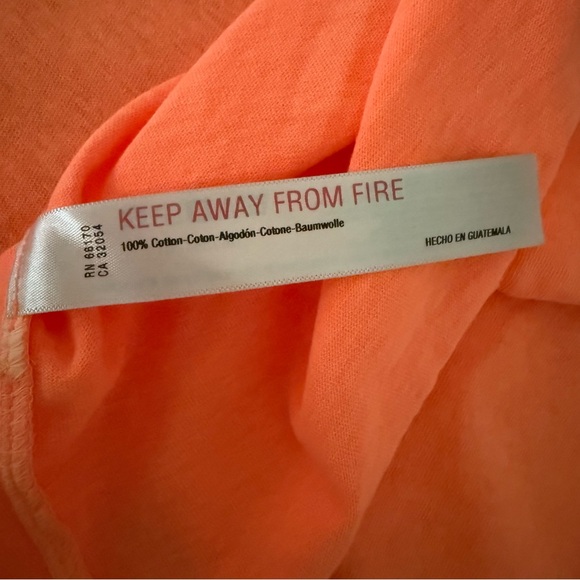 RN 66170
CA 32054
KEEP AWAY FROM FIRE
100% Cotton-Coton-Algodón-Cotone-Baumwolle
HECHO EN GUATEMALA